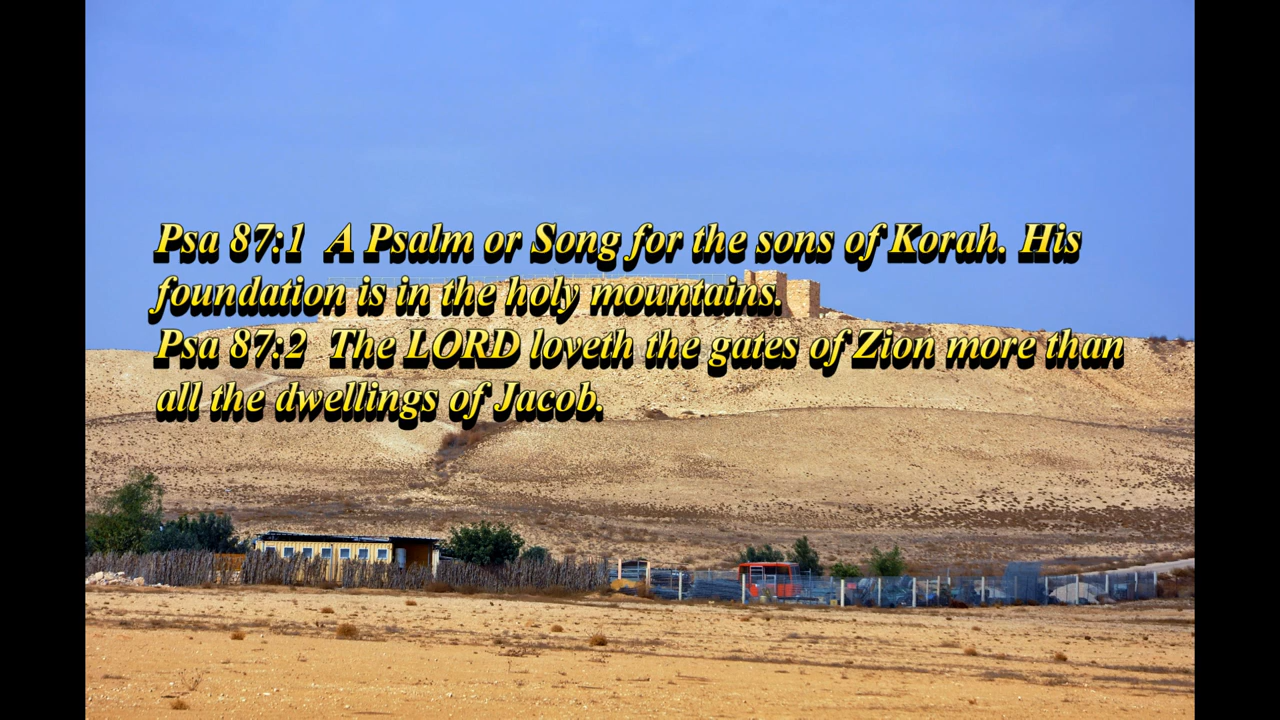 Psa 87:1  A Psalm or Song for the sons of Korah. His
foundation is in the holy mountains.
Psa 87:2  The LORD loveth the gates of Zion more than
all the dwellings of Jacob.